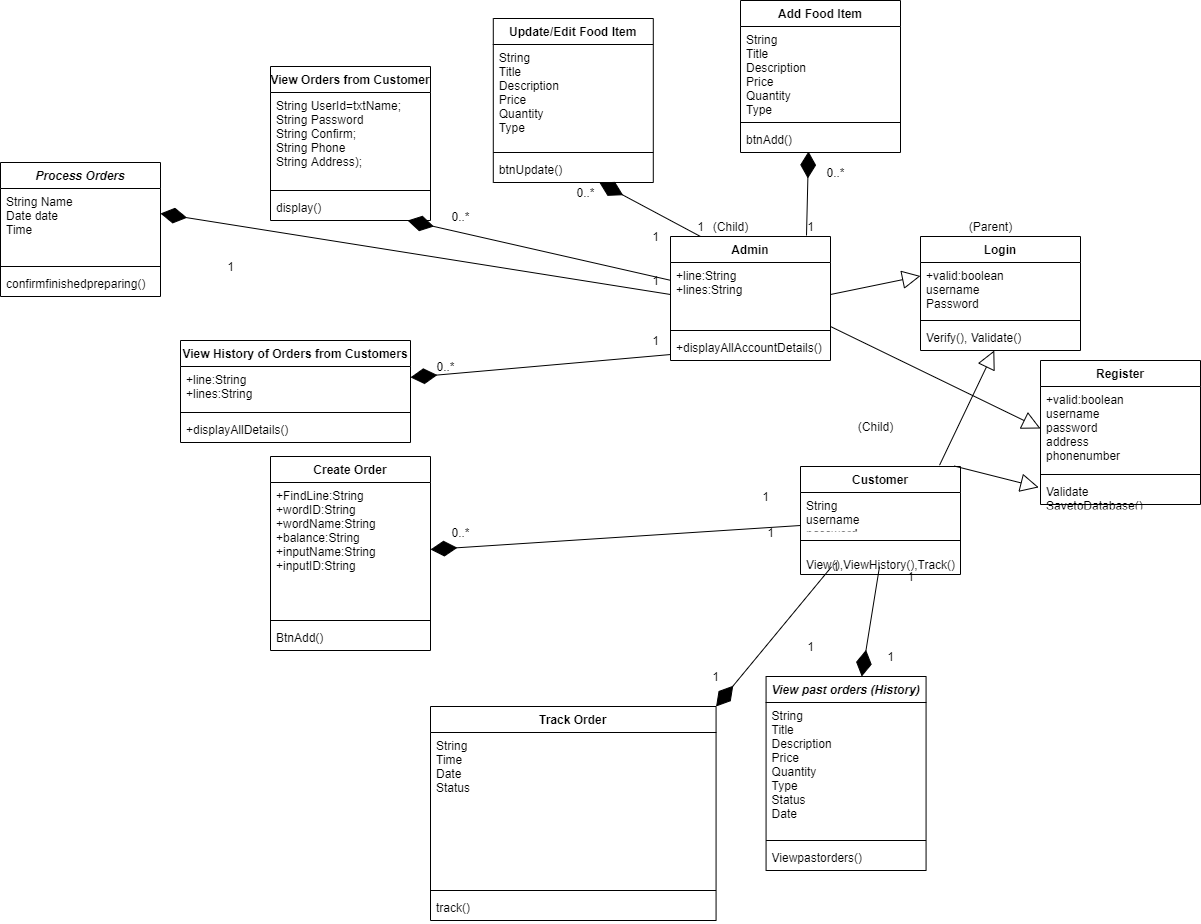 Add Food Item
String
Title
Description
Price
Quantity
Type
btnAdd()
0..*
1
Update/Edit Food Item
String
Title
Description
Price
Quantity
Type
btnUpdate()
0..*
1
View Orders from Customer
String UserId=txtName;
String Password
String Confirm;
String Phone
String Address);
display()
0..*
1
Process Orders
String Name
Date date
Time
confirmfinishedpreparing()
1
1
(Child)
Admin
+line:String
+lines:String
+displayAllAccountDetails()
(Parent)
Login
+valid:boolean
username
Password
Verify(), Validate()
View History of Orders from Customers
+line:String
+lines:String
+displayAllDetails()
0..*
1
Register
+valid:boolean
username
password
address
phonenumber
Validate
SavetoDatabase()
(Child)
Customer
String
username
View(),ViewHistory(),Track()
Create Order
+FindLine:String
+wordID:String
+wordName:String
+balance:String
+inputName:String
+inputID:String
BtnAdd()
0..*
1
1
1
1
1
1
1
View past orders (History)
String
Title
Description
Price
Quantity
Type
Status
Date
Viewpastorders()
Track Order
String
Time
Date
Status
track()